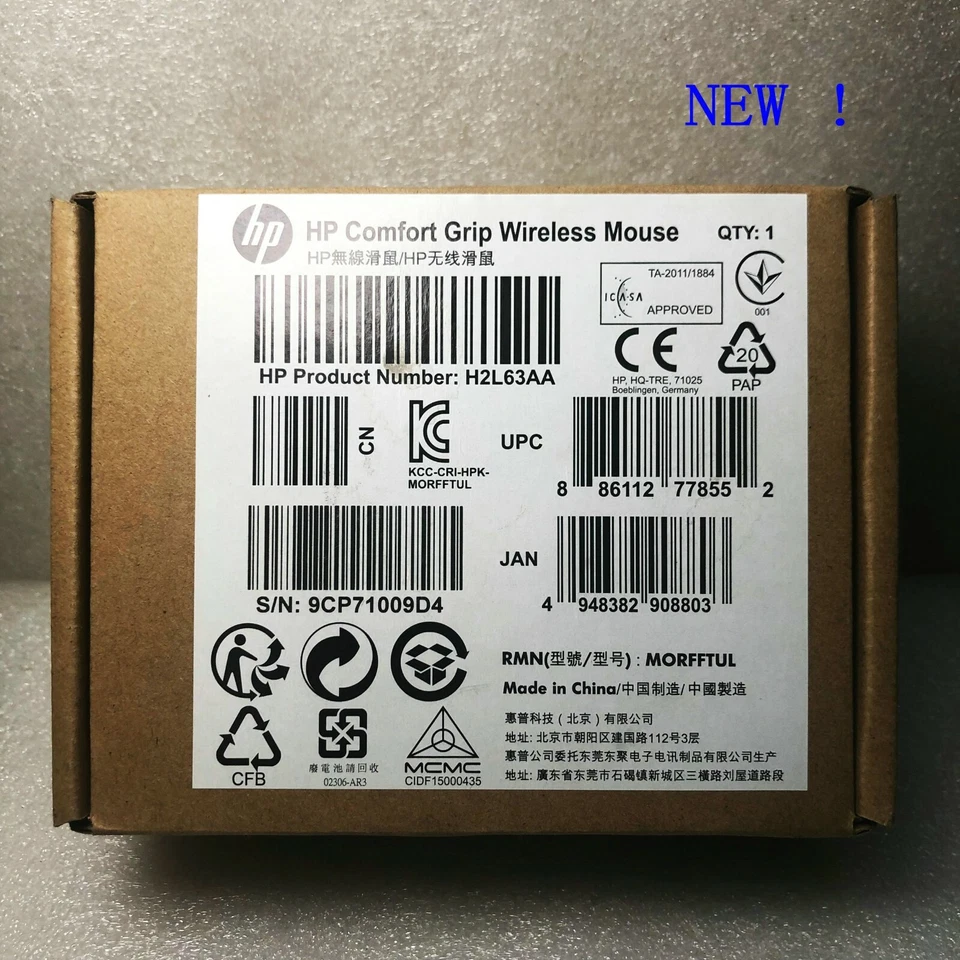 NEW !
hp HP Comfort Grip Wireless Mouse QTY: 1
HP無線滑鼠/HP无线滑鼠
TA-2011/1884
ICASA
APPROVED
001
HP Product Number: H2L63AA
CE
HP, HQ-TRE, 71025
Boeblingen, Germany
20
PAP
CN
KCC-CRI-HPK-
MORFFTUL
UPC
8 86112 77855 2
JAN
4 948382 908803
S/N: 9CP71009D4
RMN(型號/型号) : MORFFTUL
Made in China/中国制造/中國製造
惠普科技（北京）有限公司
地址: 北京市朝阳区建国路112号3层
惠普公司委托东莞东聚电子电讯制品有限公司生产
地址: 廣东省东莞市石碣镇新城区三横路刘屋道路段
CFB
廢電池請回收
02306-AR3
MCMC
CIDF15000435